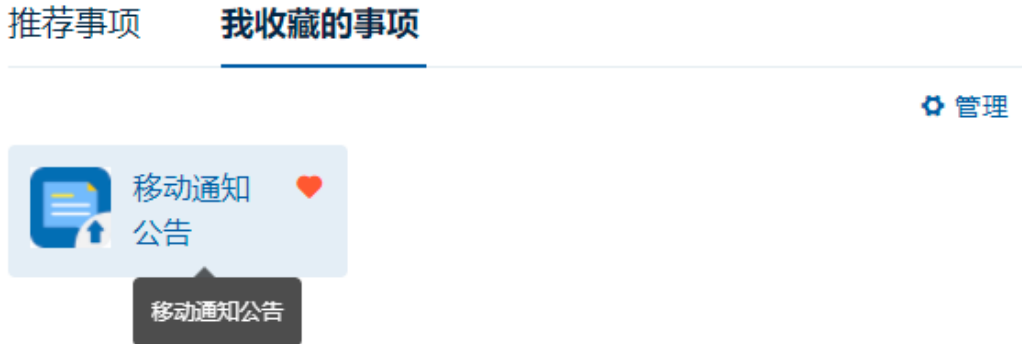 推荐事项 我收藏的事项
管理
移动通知
公告
移动通知公告